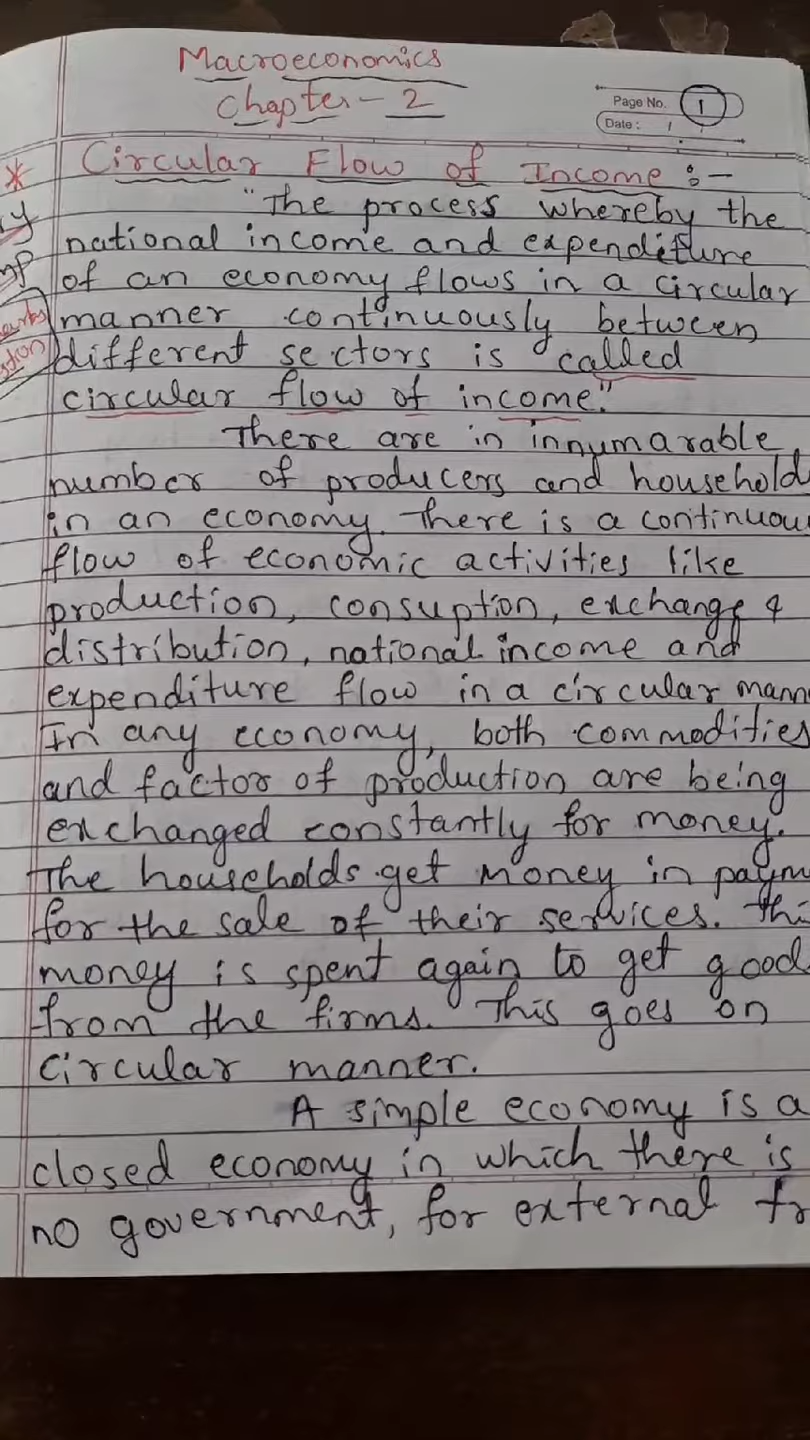 Macroeconomics
Chapter - 2
Page No. 1
Date : / /
* Circular Flow of Income :-
"The process whereby the
national income and expenditure
of an economy flows in a circular
manner continuously between
different sectors is called
circular flow of income."
There are in innumarable
number of producers and household
in an economy. There is a continuou
flow of economic activities like
production, consuption, exchange &
distribution, national income and
expenditure flow in a circular mann
In any economy, both commodities
and factor of production are being
exchanged constantly for money.
The households get money in paym
for the sale of their services. Thi
money is spent again to get good
from the firms. This goes on
circular manner.
A simple economy is a
closed economy in which there is
no government, for external tr